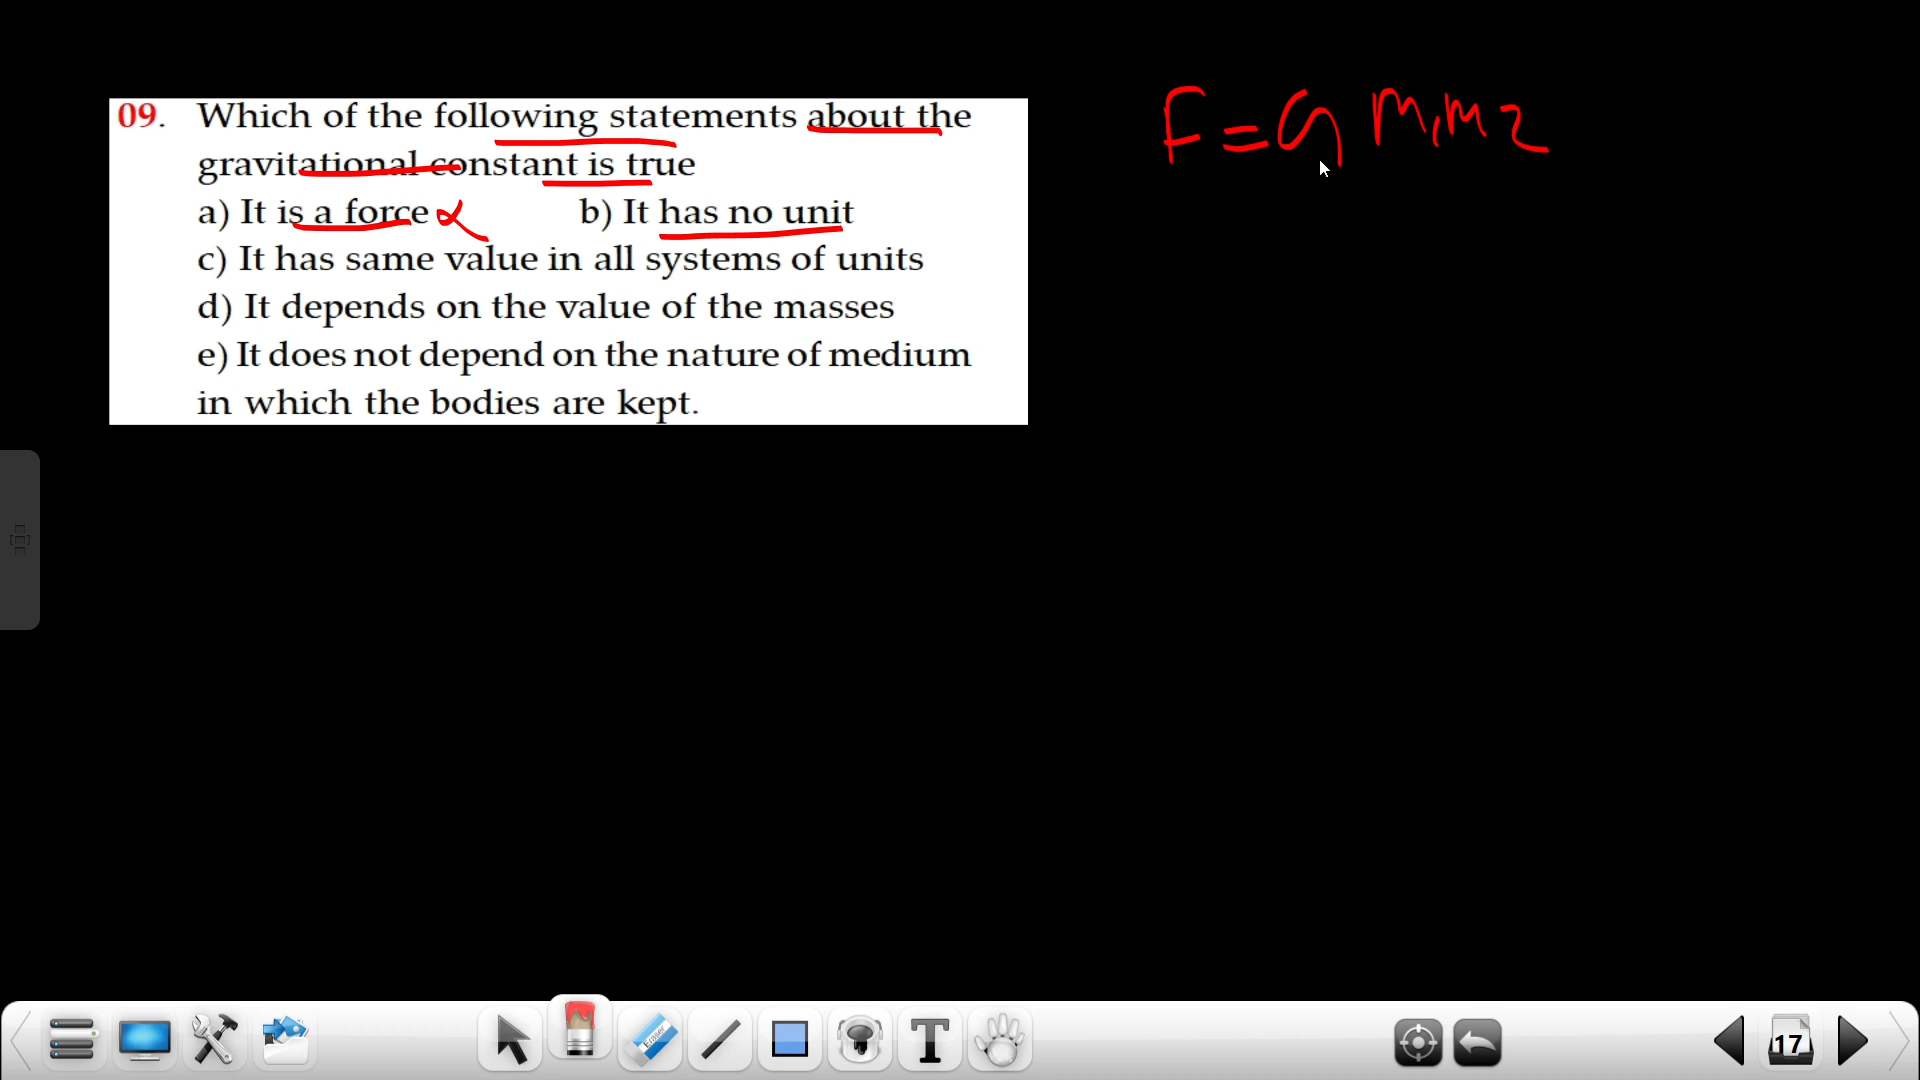 09. Which of the following statements about the
gravitational constant is true
a) It is a force b) It has no unit
c) It has same value in all systems of units
d) It depends on the value of the masses
e) It does not depend on the nature of medium
in which the bodies are kept.
F = G m1m2
Eraser
T
17